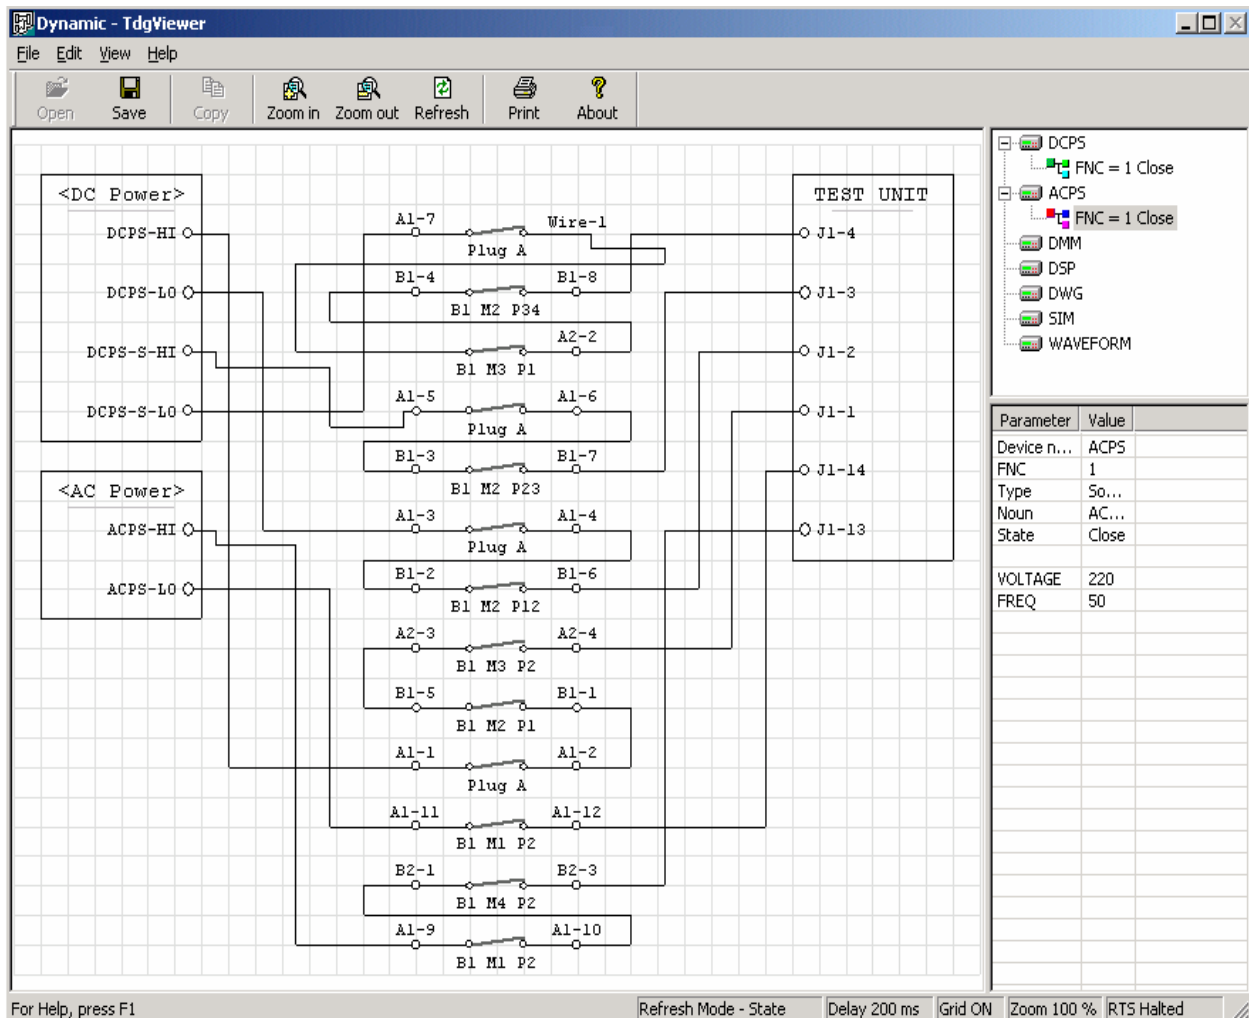 Dynamic - TdgViewer
File Edit View Help
Open Save Copy Zoom in Zoom out Refresh Print About
<DC Power>
DCPS-HI
DCPS-LO
DCPS-S-HI
DCPS-S-LO
<AC Power>
ACPS-HI
ACPS-LO
A1-7 Wire-1
Plug A
B1-4 B1-8
B1 M2 P34
A2-2
B1 M3 P1
A1-5 A1-6
Plug A
B1-3 B1-7
B1 M2 P23
A1-3 A1-4
Plug A
B1-2 B1-6
B1 M2 P12
A2-3 A2-4
B1 M3 P2
B1-5 B1-1
B1 M2 P1
A1-1 A1-2
Plug A
A1-11 A1-12
B1 M1 P2
B2-1 B2-3
B1 M4 P2
A1-9 A1-10
B1 M1 P2
TEST UNIT
J1-4
J1-3
J1-2
J1-1
J1-14
J1-13
DCPS
FNC = 1 Close
ACPS
FNC = 1 Close
DMM
DSP
DWG
SIM
WAVEFORM
Parameter Value
Device n... ACPS
FNC 1
Type So...
Noun AC...
State Close
VOLTAGE 220
FREQ 50
For Help, press F1 Refresh Mode - State Delay 200 ms Grid ON Zoom 100 % RTS Halted